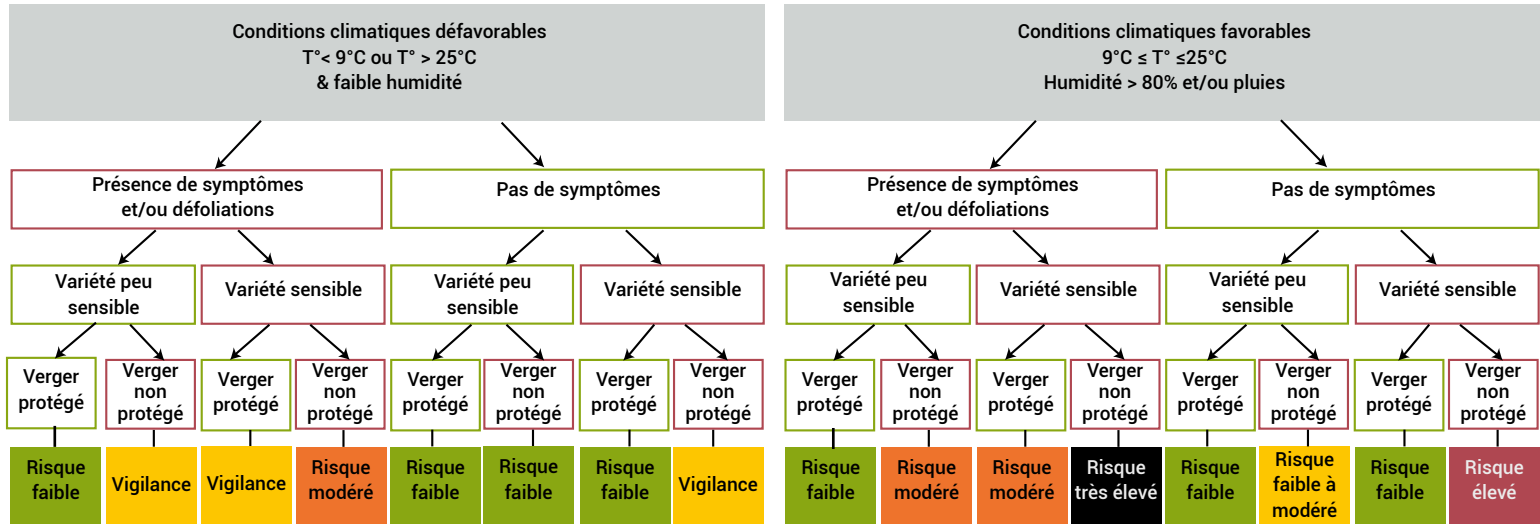 Conditions climatiques défavorables
T°< 9°C ou T° > 25°C
& faible humidité
Présence de symptômes
et/ou défoliations
Pas de symptômes
Variété peu
sensible
Variété sensible
Variété peu
sensible
Variété sensible
Verger
protégé
Verger
non
protégé
Verger
protégé
Verger
non
protégé
Verger
protégé
Verger
non
protégé
Verger
protégé
Verger
non
protégé
Risque
faible
Vigilance
Vigilance
Risque
modéré
Risque
faible
Risque
faible
Risque
faible
Vigilance
Conditions climatiques favorables
9°C ≤ T° ≤25°C
Humidité > 80% et/ou pluies
Présence de symptômes
et/ou défoliations
Pas de symptômes
Variété peu
sensible
Variété sensible
Variété peu
sensible
Variété sensible
Verger
protégé
Verger
non
protégé
Verger
protégé
Verger
non
protégé
Verger
protégé
Verger
non
protégé
Verger
protégé
Verger
non
protégé
Risque
faible
Risque
modéré
Risque
modéré
Risque
très élevé
Risque
faible
Risque
faible à
modéré
Risque
faible
Risque
élevé